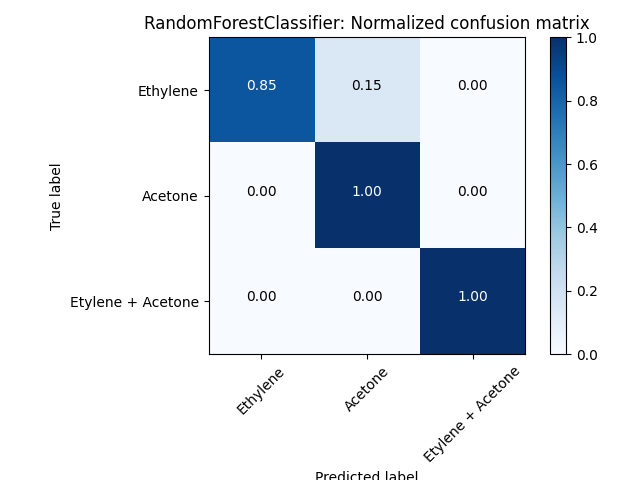 RandomForestClassifier: Normalized confusion matrix
1.0
Ethylene 0.85 0.15 0.00
0.8
0.6
True label
Acetone 0.00 1.00 0.00
0.4
0.2
Etylene + Acetone 0.00 0.00 1.00
0.0
Ethylene
Acetone
Etylene + Acetone
Predicted label